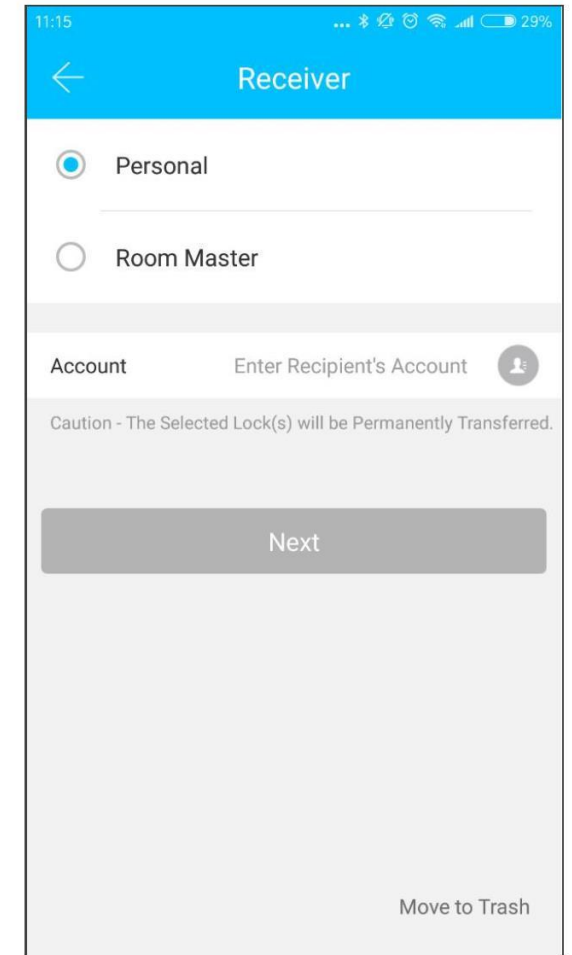 11:15
29%
Receiver
Personal
Room Master
Account Enter Recipient's Account
Caution - The Selected Lock(s) will be Permanently Transferred.
Next
Move to Trash